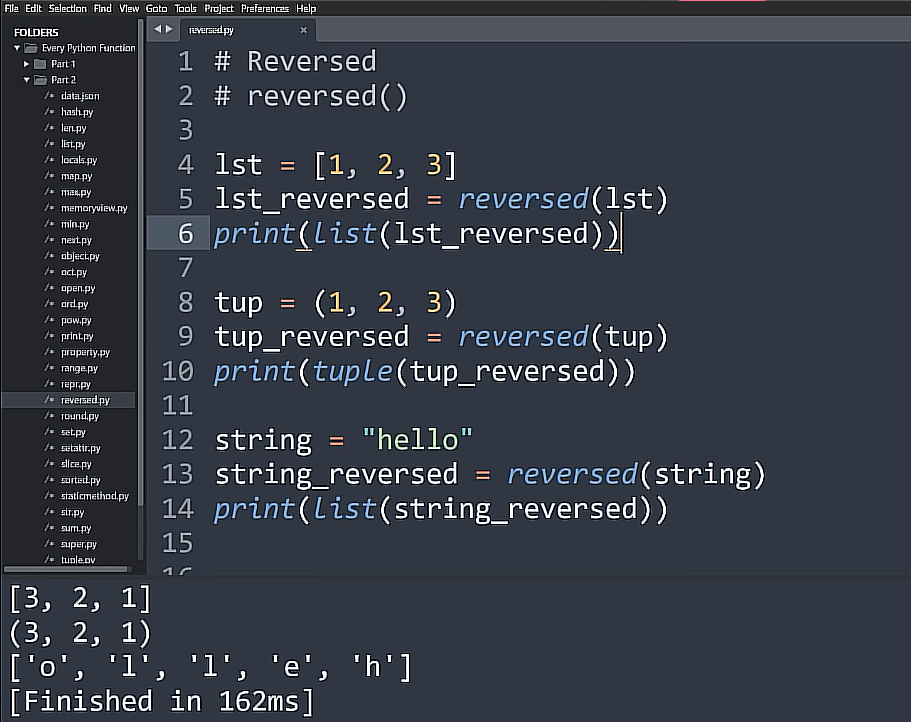 File Edit Selection Find View Goto Tools Project Preferences Help
FOLDERS
Every Python Function
Part 1
Part 2
/* data.json
/* hash.py
/* len.py
/* list.py
/* locals.py
/* map.py
/* max.py
/* memoryview.py
/* min.py
/* next.py
/* object.py
/* oct.py
/* open.py
/* ord.py
/* pow.py
/* print.py
/* property.py
/* range.py
/* repr.py
/* reversed.py
/* round.py
/* set.py
/* setattr.py
/* slice.py
/* sorted.py
/* staticmethod.py
/* str.py
/* sum.py
/* super.py
/* tuple.py
reversed.py ×
1 # Reversed
2 # reversed()
3
4 lst = [1, 2, 3]
5 lst_reversed = reversed(lst)
6 print(list(lst_reversed))
7
8 tup = (1, 2, 3)
9 tup_reversed = reversed(tup)
10 print(tuple(tup_reversed))
11
12 string = "hello"
13 string_reversed = reversed(string)
14 print(list(string_reversed))
15
16
[3, 2, 1]
(3, 2, 1)
['o', 'l', 'l', 'e', 'h']
[Finished in 162ms]